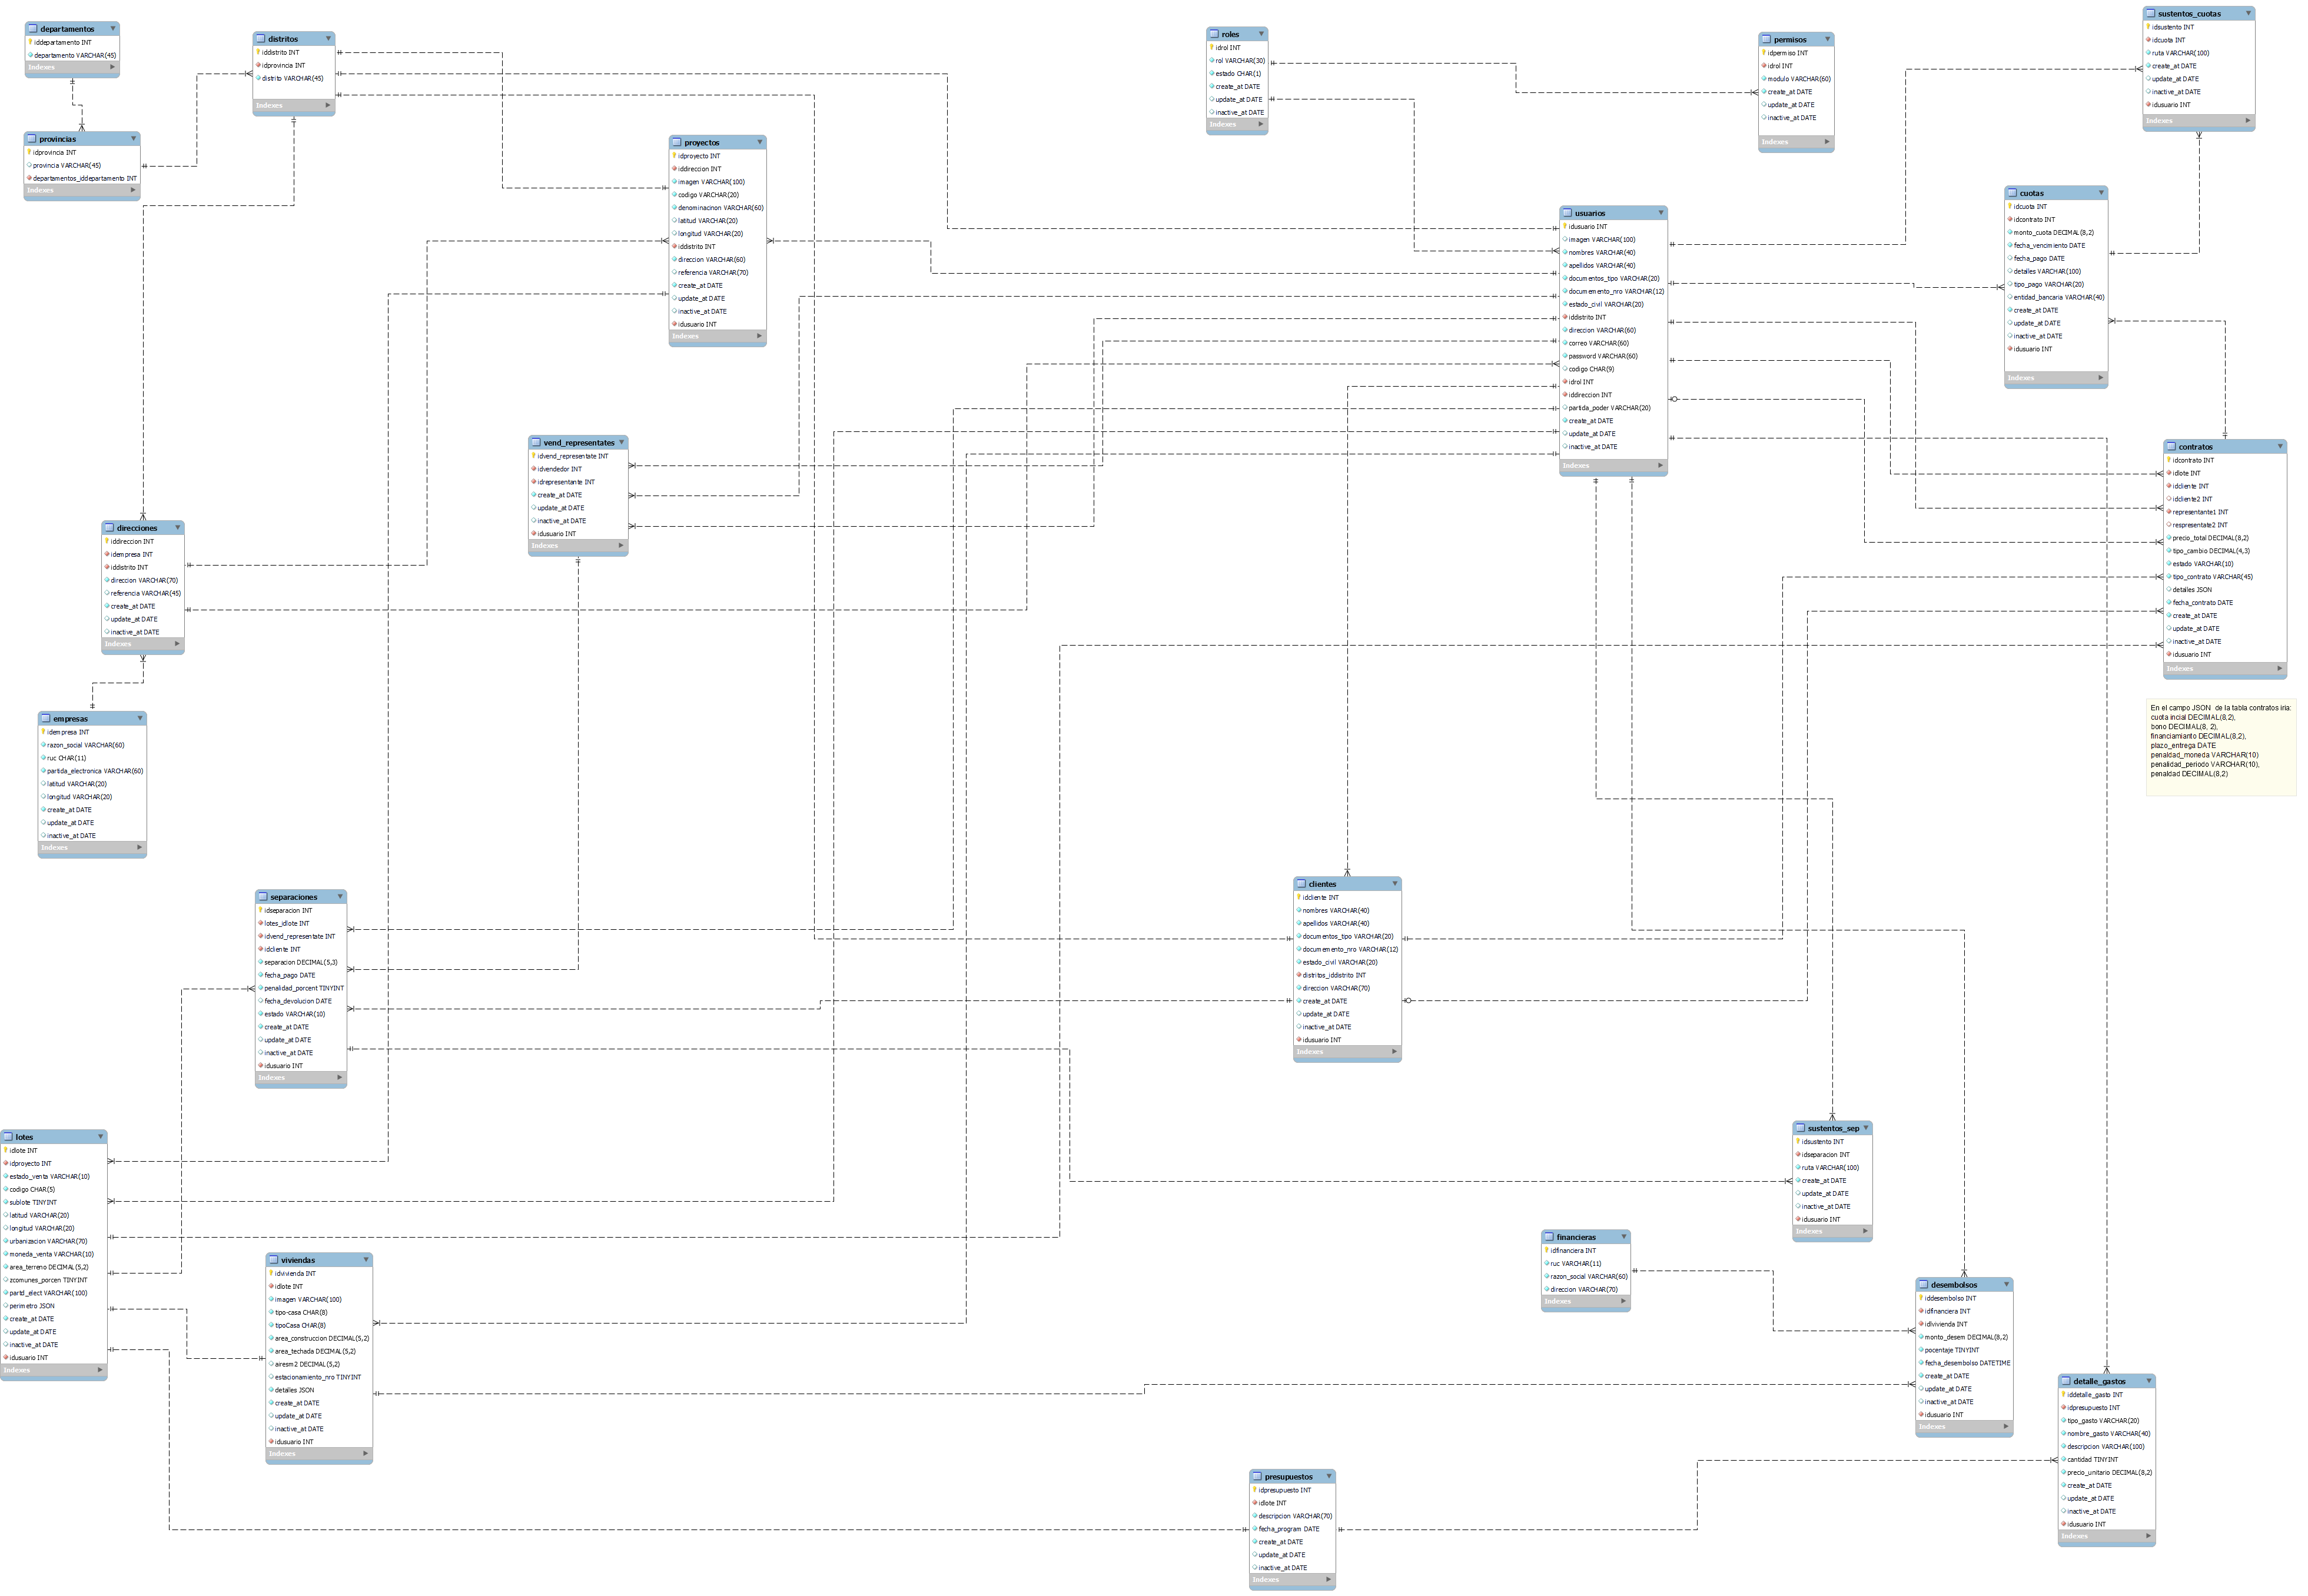 departamentos
iddepartamento INT
departamento VARCHAR(45)
Indexes
provincias
idprovincia INT
provincia VARCHAR(45)
departamentos_iddepartamento INT
Indexes
distritos
iddistrito INT
idprovincia INT
distrito VARCHAR(45)
Indexes
proyectos
idproyecto INT
iddireccion INT
imagen VARCHAR(100)
codigo VARCHAR(20)
denominacinon VARCHAR(60)
latitud VARCHAR(20)
longitud VARCHAR(20)
iddistrito INT
direccion VARCHAR(60)
referencia VARCHAR(70)
create_at DATE
update_at DATE
inactive_at DATE
idusuario INT
Indexes
roles
idrol INT
rol VARCHAR(30)
estado CHAR(1)
create_at DATE
update_at DATE
inactive_at DATE
Indexes
permisos
idpermiso INT
idrol INT
modulo VARCHAR(60)
create_at DATE
update_at DATE
inactive_at DATE
Indexes
sustentos_cuotas
idsustento INT
idcuota INT
ruta VARCHAR(100)
create_at DATE
update_at DATE
inactive_at DATE
idusuario INT
Indexes
cuotas
idcuota INT
idcontrato INT
monto_cuota DECIMAL(8,2)
fecha_vencimiento DATE
fecha_pago DATE
detalles VARCHAR(100)
tipo_pago VARCHAR(20)
entidad_bancaria VARCHAR(40)
create_at DATE
update_at DATE
inactive_at DATE
idusuario INT
Indexes
usuarios
idusuario INT
imagen VARCHAR(100)
nombres VARCHAR(40)
apellidos VARCHAR(40)
documentos_tipo VARCHAR(20)
documemento_nro VARCHAR(12)
estado_civil VARCHAR(20)
iddistrito INT
direccion VARCHAR(60)
correo VARCHAR(60)
password VARCHAR(60)
codigo CHAR(9)
idrol INT
iddireccion INT
partida_poder VARCHAR(20)
create_at DATE
update_at DATE
inactive_at DATE
Indexes
vend_representates
idvend_representate INT
idvendedor INT
idrepresentante INT
create_at DATE
update_at DATE
inactive_at DATE
idusuario INT
Indexes
contratos
idcontrato INT
idlote INT
idcliente INT
idcliente2 INT
representante1 INT
respresentate2 INT
precio_total DECIMAL(8,2)
tipo_cambio DECIMAL(4,3)
estado VARCHAR(10)
tipo_contrato VARCHAR(45)
detalles JSON
fecha_contrato DATE
create_at DATE
update_at DATE
inactive_at DATE
idusuario INT
Indexes
En el campo JSON de la tabla contratos iria:
cuota incial DECIMAL(8,2),
bono DECIMAL(8, 2),
financiamianto DECIMAL(8,2),
plazo_entrega DATE
penaldad_moneda VARCHAR(10)
penalidad_periodo VARCHAR(10),
penaldad DECIMAL(8,2)
direcciones
iddireccion INT
idempresa INT
iddistrito INT
direccion VARCHAR(70)
referencia VARCHAR(45)
create_at DATE
update_at DATE
inactive_at DATE
Indexes
empresas
idempresa INT
razon_social VARCHAR(60)
ruc CHAR(11)
partida_electronica VARCHAR(60)
latitud VARCHAR(20)
longitud VARCHAR(20)
create_at DATE
update_at DATE
inactive_at DATE
Indexes
separaciones
idseparacion INT
lotes_idlote INT
idvend_representate INT
idcliente INT
separacion DECIMAL(5,3)
fecha_pago DATE
penalidad_porcent TINYINT
fecha_devolucion DATE
estado VARCHAR(10)
create_at DATE
update_at DATE
inactive_at DATE
idusuario INT
Indexes
clientes
idcliente INT
nombres VARCHAR(40)
apellidos VARCHAR(40)
documentos_tipo VARCHAR(20)
documemento_nro VARCHAR(12)
estado_civil VARCHAR(20)
distritos_iddistrito INT
direccion VARCHAR(70)
create_at DATE
update_at DATE
inactive_at DATE
idusuario INT
Indexes
lotes
idlote INT
idproyecto INT
estado_venta VARCHAR(10)
codigo CHAR(5)
sublote TINYINT
latitud VARCHAR(20)
longitud VARCHAR(20)
urbanizacion VARCHAR(70)
moneda_venta VARCHAR(10)
area_terreno DECIMAL(5,2)
zcomunes_porcen TINYINT
partd_elect VARCHAR(100)
perimetro JSON
create_at DATE
update_at DATE
inactive_at DATE
idusuario INT
Indexes
viviendas
idvivienda INT
idlote INT
imagen VARCHAR(100)
tipo-casa CHAR(8)
tipoCasa CHAR(8)
area_construccion DECIMAL(5,2)
area_techada DECIMAL(5,2)
airesm2 DECIMAL(5,2)
estacionamiento_nro TINYINT
detalles JSON
create_at DATE
update_at DATE
inactive_at DATE
idusuario INT
Indexes
sustentos_sep
idsustento INT
idseparacion INT
ruta VARCHAR(100)
create_at DATE
update_at DATE
inactive_at DATE
idusuario INT
Indexes
financieras
idfinanciera INT
ruc VARCHAR(11)
razon_social VARCHAR(60)
direccion VARCHAR(70)
Indexes
desembolsos
iddesembolso INT
idfinanciera INT
idlvivienda INT
monto_desem DECIMAL(8,2)
pocentaje TINYINT
fecha_desembolso DATETIME
create_at DATE
update_at DATE
inactive_at DATE
idusuario INT
Indexes
detalle_gastos
iddetalle_gasto INT
idpresupuesto INT
tipo_gasto VARCHAR(20)
nombre_gasto VARCHAR(40)
descripcion VARCHAR(100)
cantidad TINYINT
precio_unitario DECIMAL(8,2)
create_at DATE
update_at DATE
inactive_at DATE
idusuario INT
Indexes
presupuestos
idpresupuesto INT
idlote INT
descripcion VARCHAR(70)
fecha_program DATE
create_at DATE
update_at DATE
inactive_at DATE
Indexes